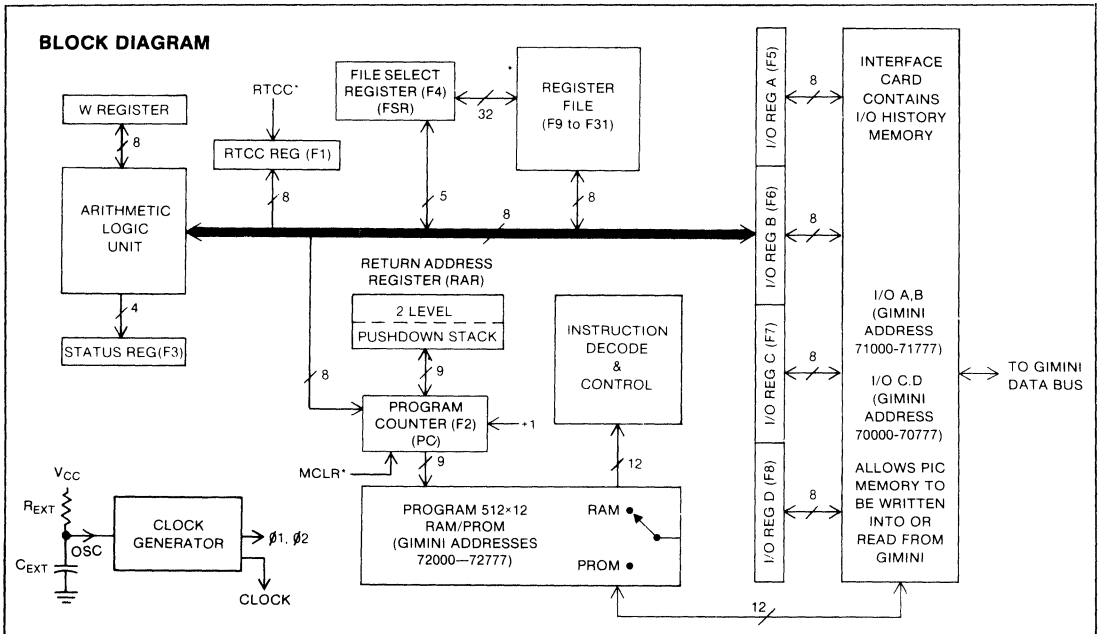 BLOCK DIAGRAM
W REGISTER
8
ARITHMETIC
LOGIC
UNIT
4
STATUS REG(F3)
RTCC*
RTCC REG (F1)
8
FILE SELECT
REGISTER (F4)
(FSR)
5
32
*
REGISTER
FILE
(F9 to F31)
8
8
RETURN ADDRESS
REGISTER (RAR)
2 LEVEL
PUSHDOWN STACK
9
8
PROGRAM
COUNTER (F2)
(PC)
+1
MCLR*
9
INSTRUCTION
DECODE
&
CONTROL
12
PROGRAM 512×12
RAM/PROM
(GIMINI ADDRESSES
72000—72777)
RAM
PROM
12
I/O REG A (F5)
8
I/O REG B (F6)
8
I/O REG C (F7)
8
I/O REG D (F8)
8
INTERFACE
CARD
CONTAINS
I/O HISTORY
MEMORY
I/O A,B
(GIMINI
ADDRESS
71000-71777)
I/O C.D
(GIMINI
ADDRESS
70000-70777)
ALLOWS PIC
MEMORY TO
BE WRITTEN
INTO OR
READ FROM
GIMINI
TO GIMINI
DATA BUS
VCC
REXT
OSC
CEXT
CLOCK
GENERATOR
ø1, ø2
CLOCK